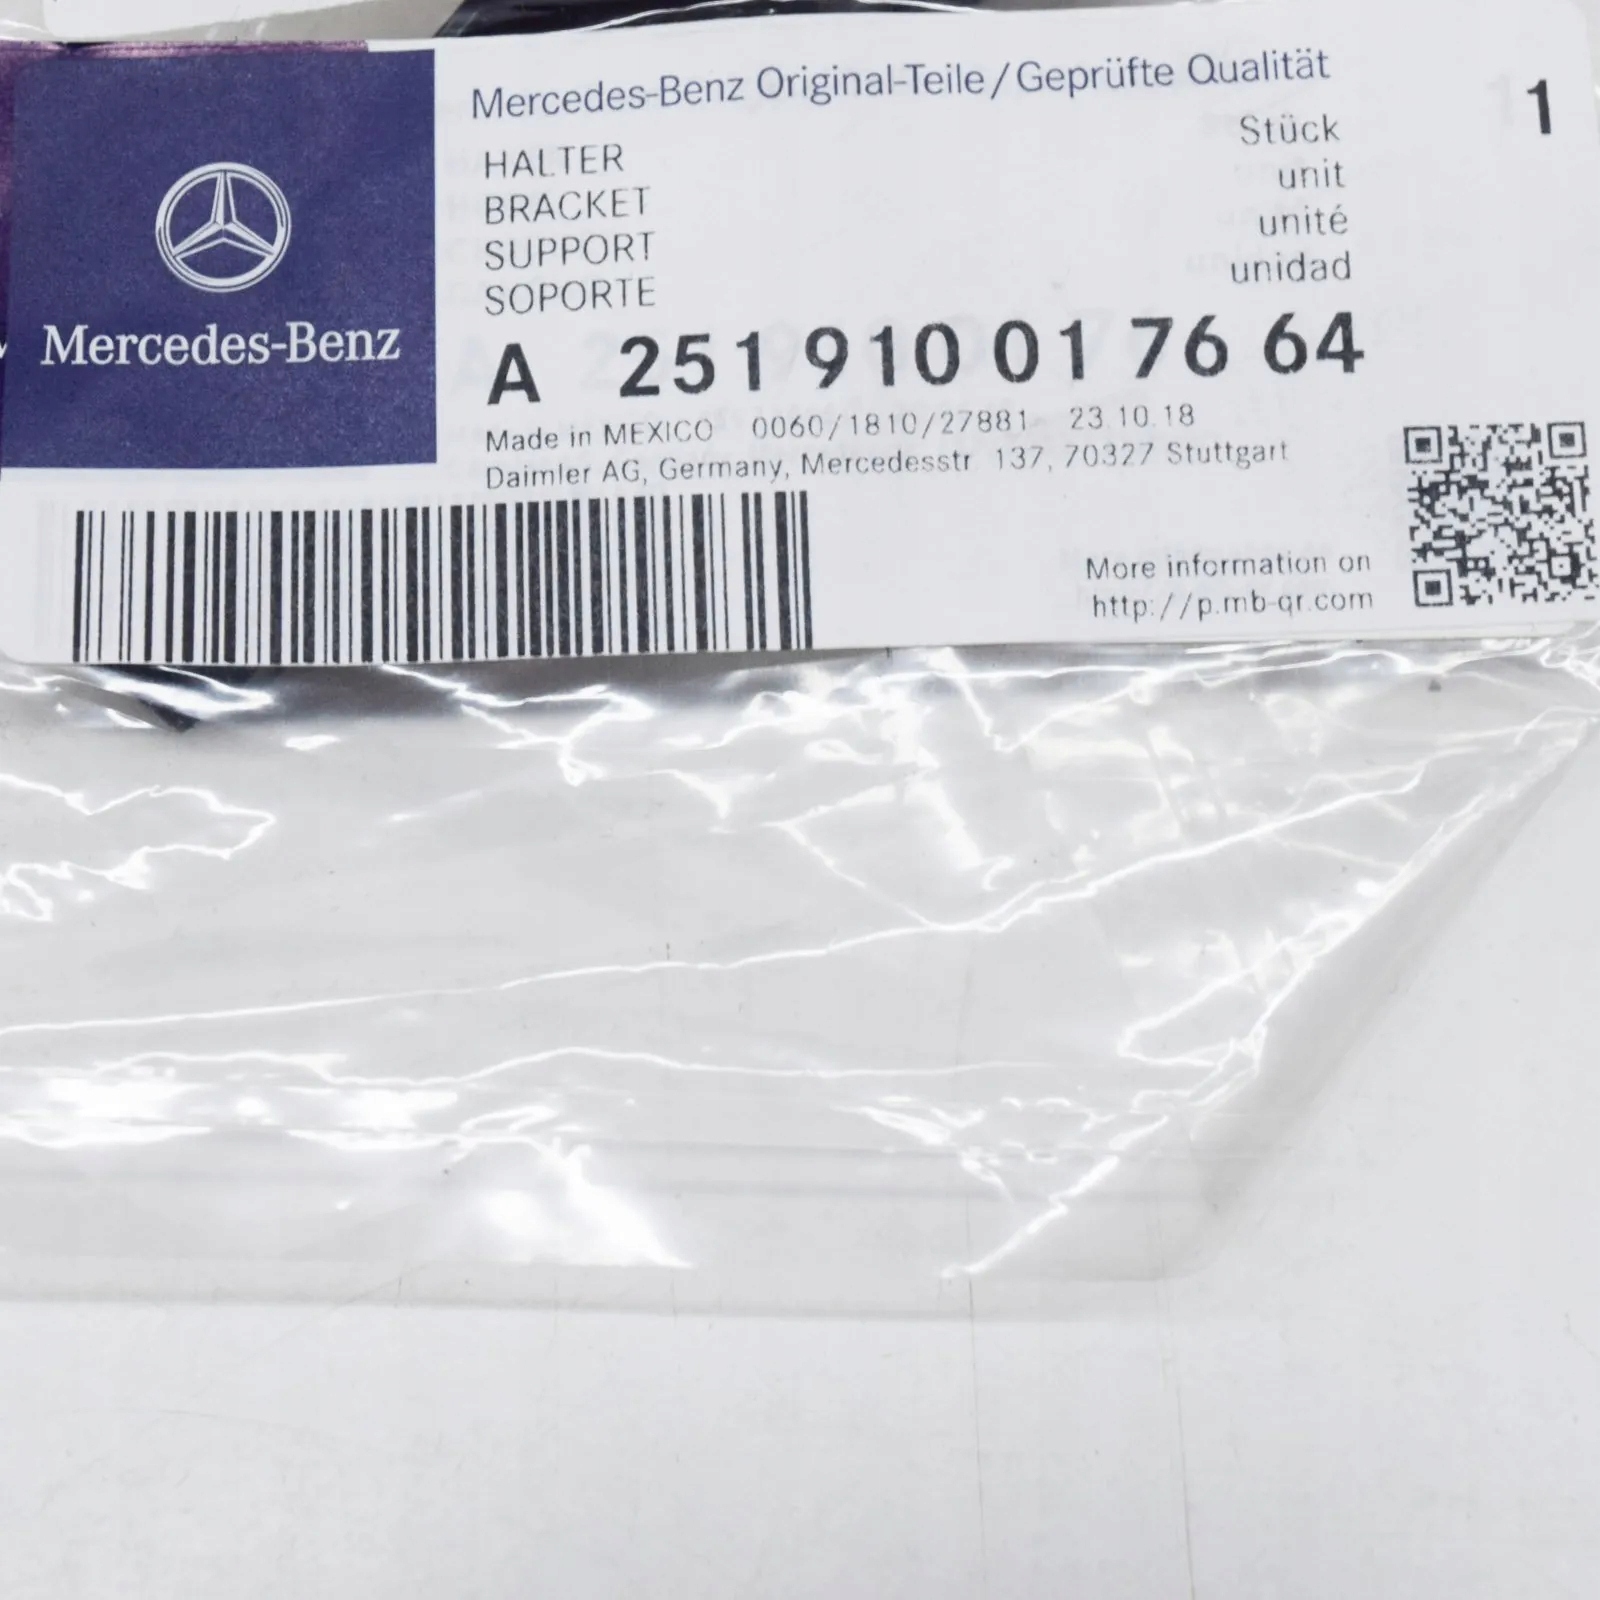 Mercedes-Benz Original-Teile/Geprüfte Qualität
HALTER
BRACKET
SUPPORT
SOPORTE
Stück
unit
unité
unidad
1
A 251 910 01 76 64
Made in MEXICO 0060/1810/27881 23.10.18
Daimler AG, Germany, Mercedesstr. 137, 70327 Stuttgart
Mercedes-Benz
More information on
http://p.mb-qr.com